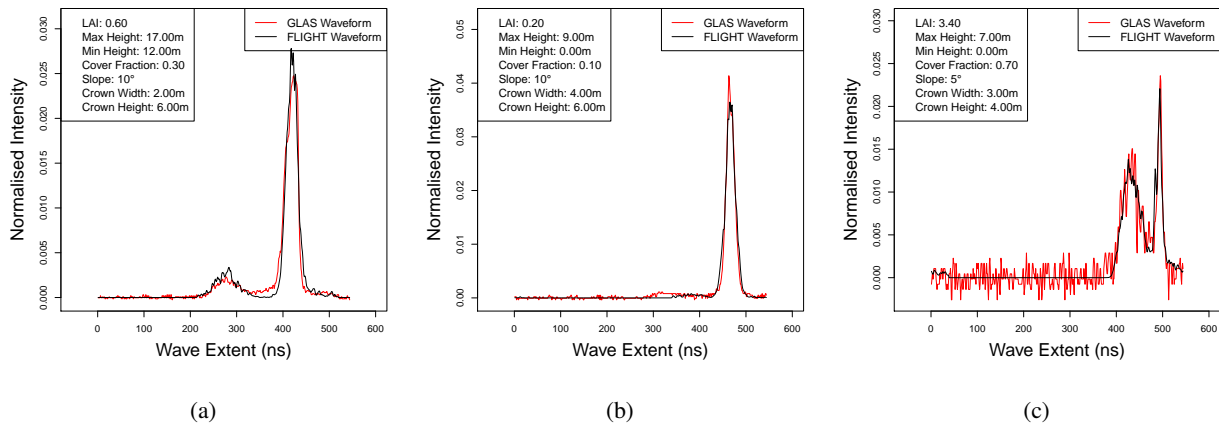 LAI: 0.60
Max Height: 17.00m
Min Height: 12.00m
Cover Fraction: 0.30
Slope: 10°
Crown Width: 2.00m
Crown Height: 6.00m
GLAS Waveform
FLIGHT Waveform
Normalised Intensity
0.030
0.025
0.020
0.015
0.010
0.005
0.000
0 100 200 300 400 500 600
Wave Extent (ns)
(a)
LAI: 0.20
Max Height: 9.00m
Min Height: 0.00m
Cover Fraction: 0.10
Slope: 10°
Crown Width: 4.00m
Crown Height: 6.00m
GLAS Waveform
FLIGHT Waveform
Normalised Intensity
0.05
0.04
0.03
0.02
0.01
0.00
0 100 200 300 400 500 600
Wave Extent (ns)
(b)
LAI: 3.40
Max Height: 7.00m
Min Height: 0.00m
Cover Fraction: 0.70
Slope: 5°
Crown Width: 3.00m
Crown Height: 4.00m
GLAS Waveform
FLIGHT Waveform
Normalised Intensity
0.030
0.025
0.020
0.015
0.010
0.005
0.000
0 100 200 300 400 500 600
Wave Extent (ns)
(c)